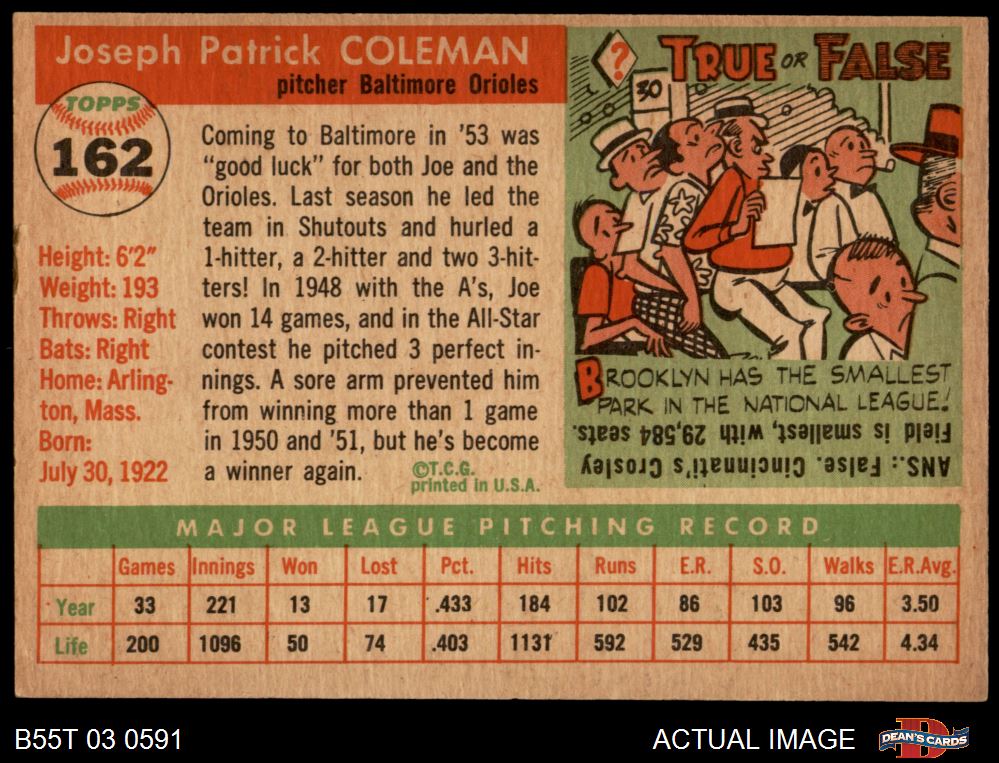 Joseph Patrick COLEMAN
pitcher Baltimore Orioles
TOPPS
162
Coming to Baltimore in '53 was
"good luck" for both Joe and the
Orioles. Last season he led the
team in Shutouts and hurled a
1-hitter, a 2-hitter and two 3-hit-
ters! In 1948 with the A's, Joe
won 14 games, and in the All-Star
contest he pitched 3 perfect in-
nings. A sore arm prevented him
from winning more than 1 game
in 1950 and '51, but he's become
a winner again.
©T.C.G.
printed in U.S.A.
Height: 6'2"
Weight: 193
Throws: Right
Bats: Right
Home: Arling-
ton, Mass.
Born:
July 30, 1922
? TRUE OR FALSE
30
BROOKLYN HAS THE SMALLEST
PARK IN THE NATIONAL LEAGUE!
ANS.: False. Cincinnati's Crosley
Field is smallest, with 29,584 seats.
MAJOR LEAGUE PITCHING RECORD
Games Innings Won Lost Pct. Hits Runs E.R. S.O. Walks E.R.Avg.
Year 33 221 13 17 .433 184 102 86 103 96 3.50
Life 200 1096 50 74 .403 1131 592 529 435 542 4.34
B55T 03 0591
ACTUAL IMAGE
D
DEAN'S CARDS